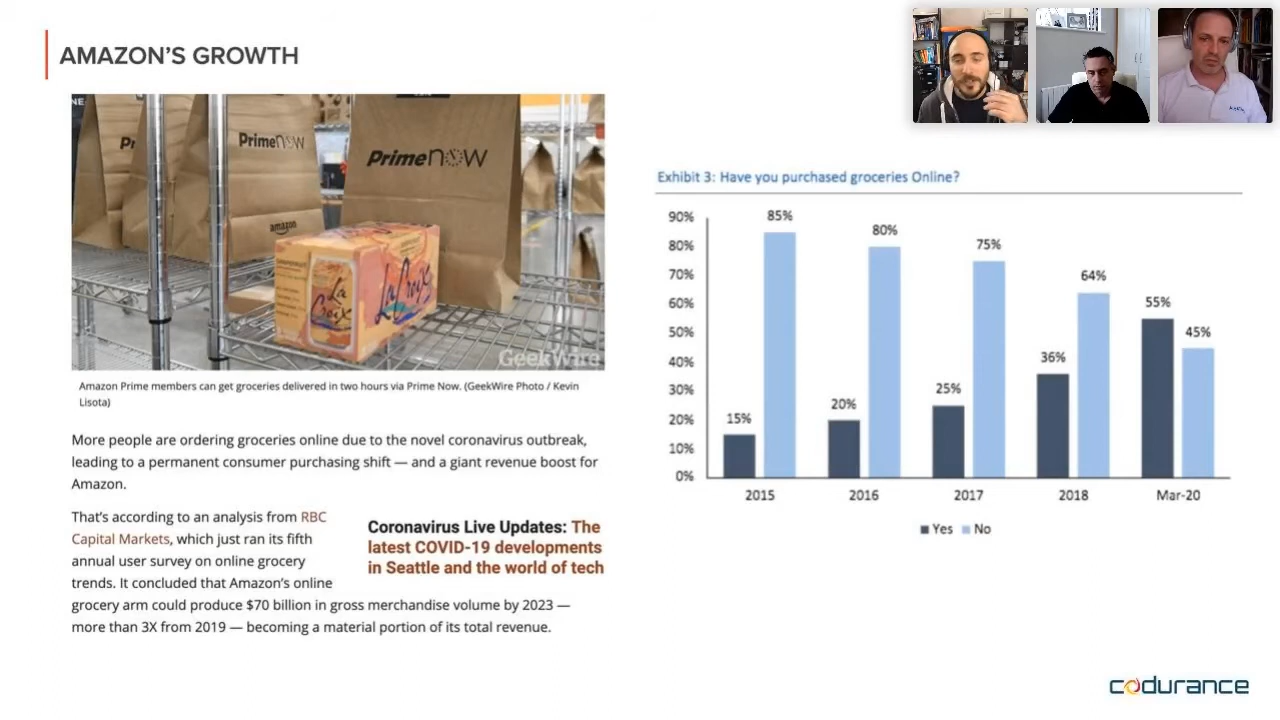 AMAZON'S GROWTH
NE
Pr
Prime now
amazon
Prime now
La
Croix
LaCroix
GeekWire
Amazon Prime members can get groceries delivered in two hours via Prime Now. (GeekWire Photo / Kevin
Lisota)
More people are ordering groceries online due to the novel coronavirus outbreak,
leading to a permanent consumer purchasing shift — and a giant revenue boost for
Amazon.
That's according to an analysis from RBC
Capital Markets, which just ran its fifth
annual user survey on online grocery
trends. It concluded that Amazon's online
grocery arm could produce $70 billion in gross merchandise volume by 2023 —
more than 3X from 2019 — becoming a material portion of its total revenue.
Coronavirus Live Updates: The
latest COVID-19 developments
in Seattle and the world of tech
Exhibit 3: Have you purchased groceries Online?
90%
80%
70%
60%
50%
40%
30%
20%
10%
0%
15%
85%
20%
80%
25%
75%
36%
64%
55%
45%
2015
2016
2017
2018
Mar-20
Yes
No
codurance